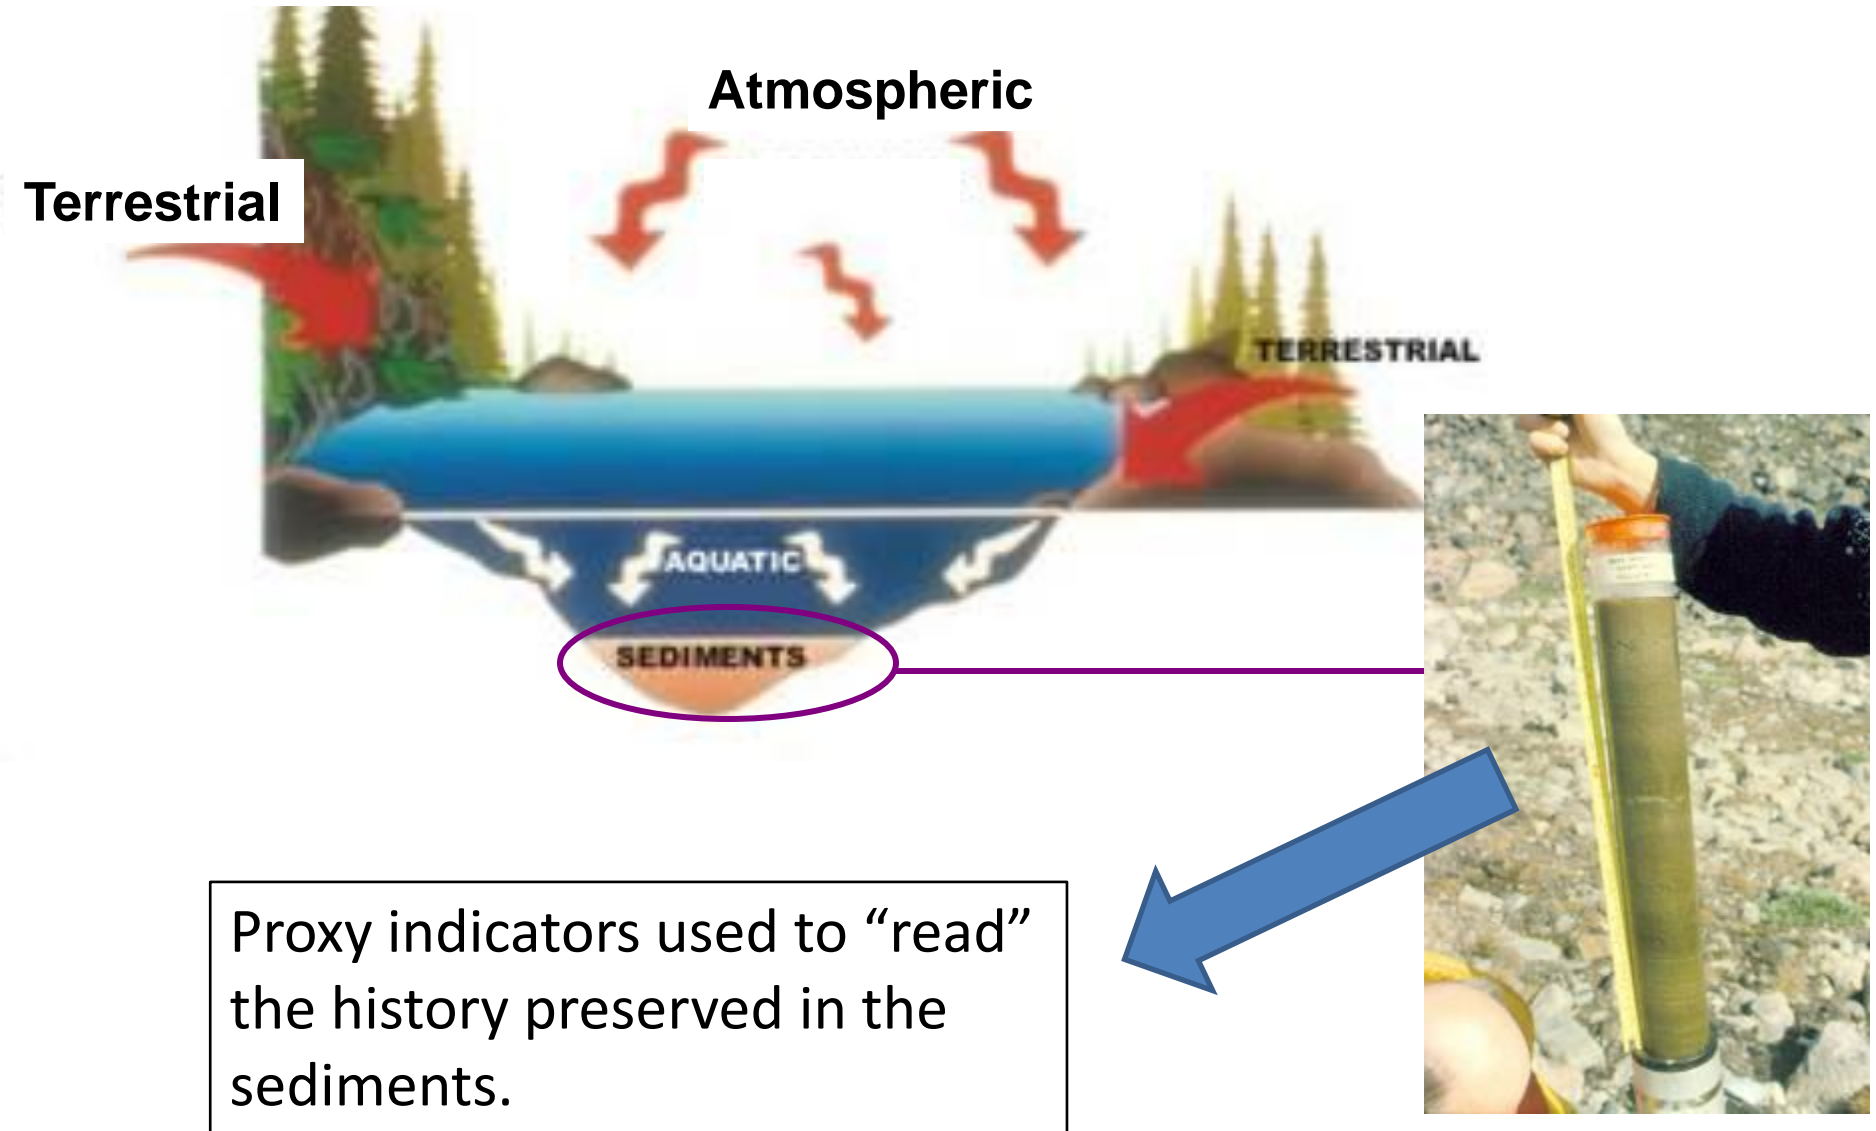 Atmospheric
Terrestrial
TERRESTRIAL
AQUATIC
SEDIMENTS
Proxy indicators used to “read”
the history preserved in the
sediments.